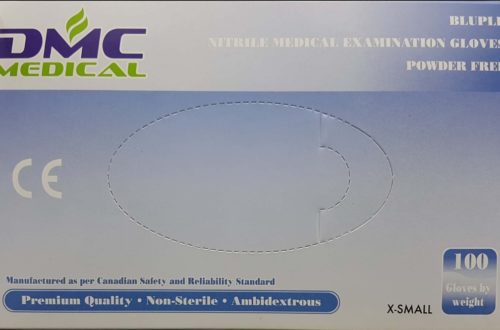 DMC
MEDICAL
BLUPLE
NITRILE MEDICAL EXAMINATION GLOVES
POWDER FREE
CE
Manufactured as per Canadian Safety and Reliability Standard
Premium Quality • Non-Sterile • Ambidextrous
X-SMALL
100
Gloves by
weight